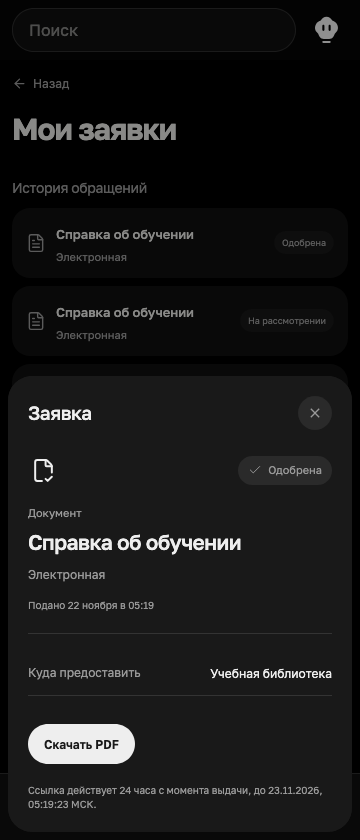 Поиск
Назад
Мои заявки
История обращений
Справка об обучении
Одобрена
Электронная
Справка об обучении
На рассмотрении
Электронная
Заявка
Одобрена
Документ
Справка об обучении
Электронная
Подано 22 ноября в 05:19
Куда предоставить
Учебная библиотека
Скачать PDF
Ссылка действует 24 часа с момента выдачи, до 23.11.2026,
05:19:23 МСК.